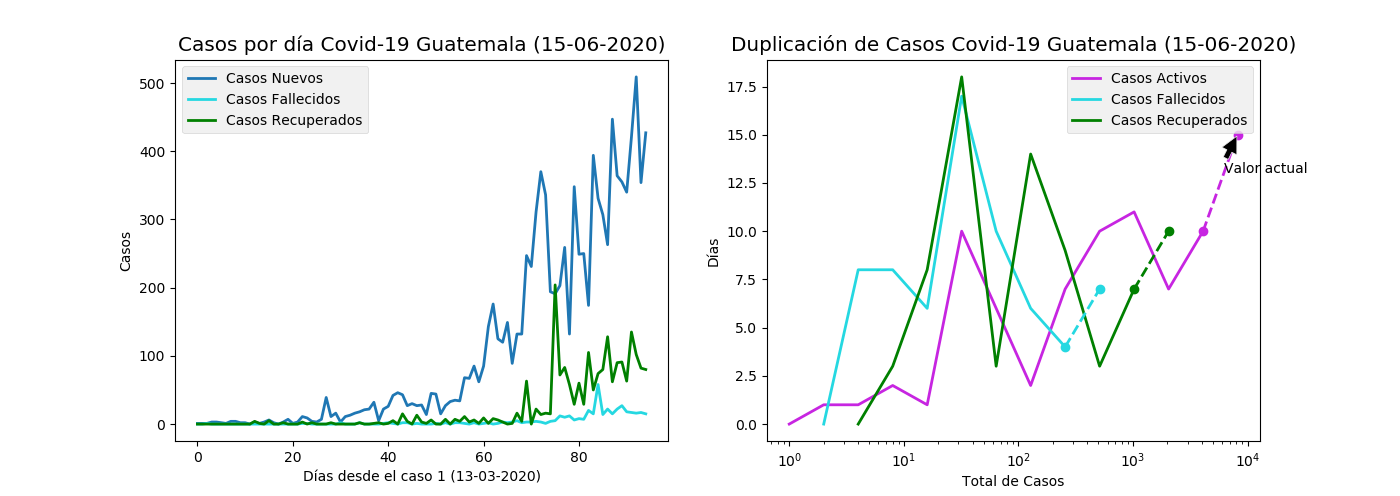 Casos por día Covid-19 Guatemala (15-06-2020)
Casos Nuevos
Casos Fallecidos
Casos Recuperados
500
400
300
200
100
0
Casos
0 20 40 60 80
Días desde el caso 1 (13-03-2020)
Duplicación de Casos Covid-19 Guatemala (15-06-2020)
Casos Activos
Casos Fallecidos
Casos Recuperados
Valor actual
17.5
15.0
12.5
10.0
7.5
5.0
2.5
0.0
Días
10⁰ 10¹ 10² 10³ 10⁴
Total de Casos